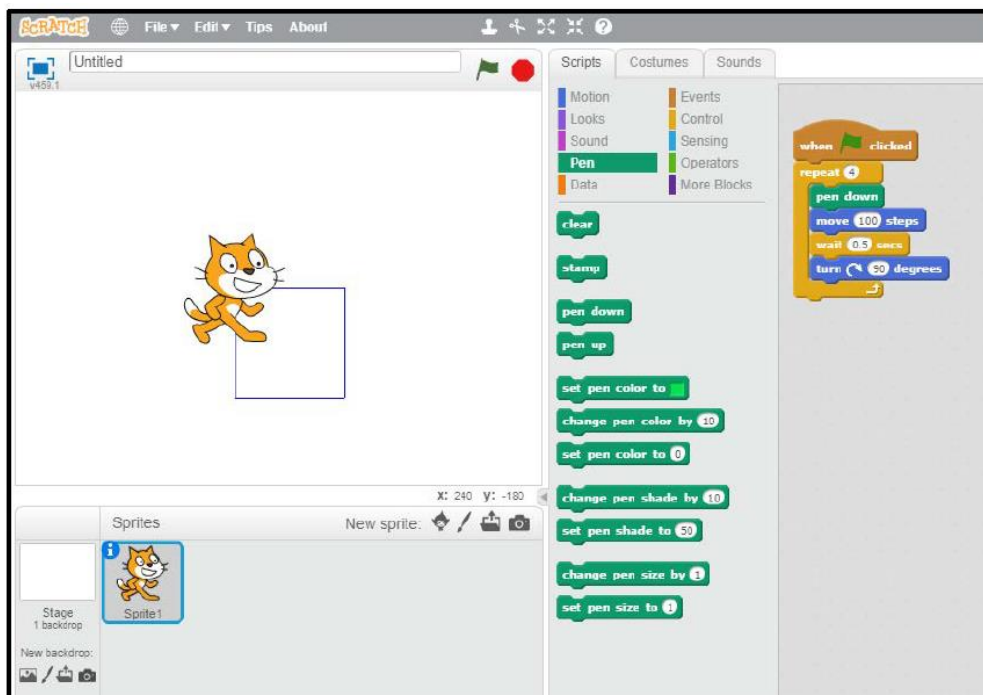 SCRATCH File▼ Edit▼ Tips About
v459.1 Untitled
Scripts Costumes Sounds
Motion Events
Looks Control
Sound Sensing
Pen Operators
Data More Blocks
clear
stamp
pen down
pen up
set pen color to
change pen color by 10
set pen color to 0
change pen shade by 10
set pen shade to 50
change pen size by 1
set pen size to 1
when clicked
repeat 4
pen down
move 100 steps
wait 0.5 secs
turn 90 degrees
X: 240 y: -180
Sprites New sprite:
Stage
1 backdrop
New backdrop:
Sprite1